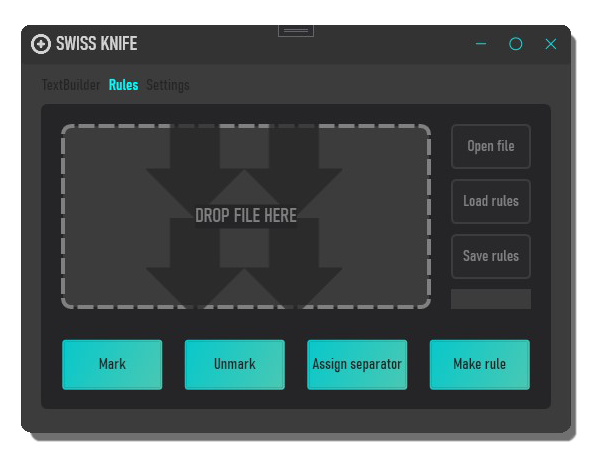 SWISS KNIFE
TextBuilder Rules Settings
DROP FILE HERE
Open file
Load rules
Save rules
Mark Unmark Assign separator Make rule